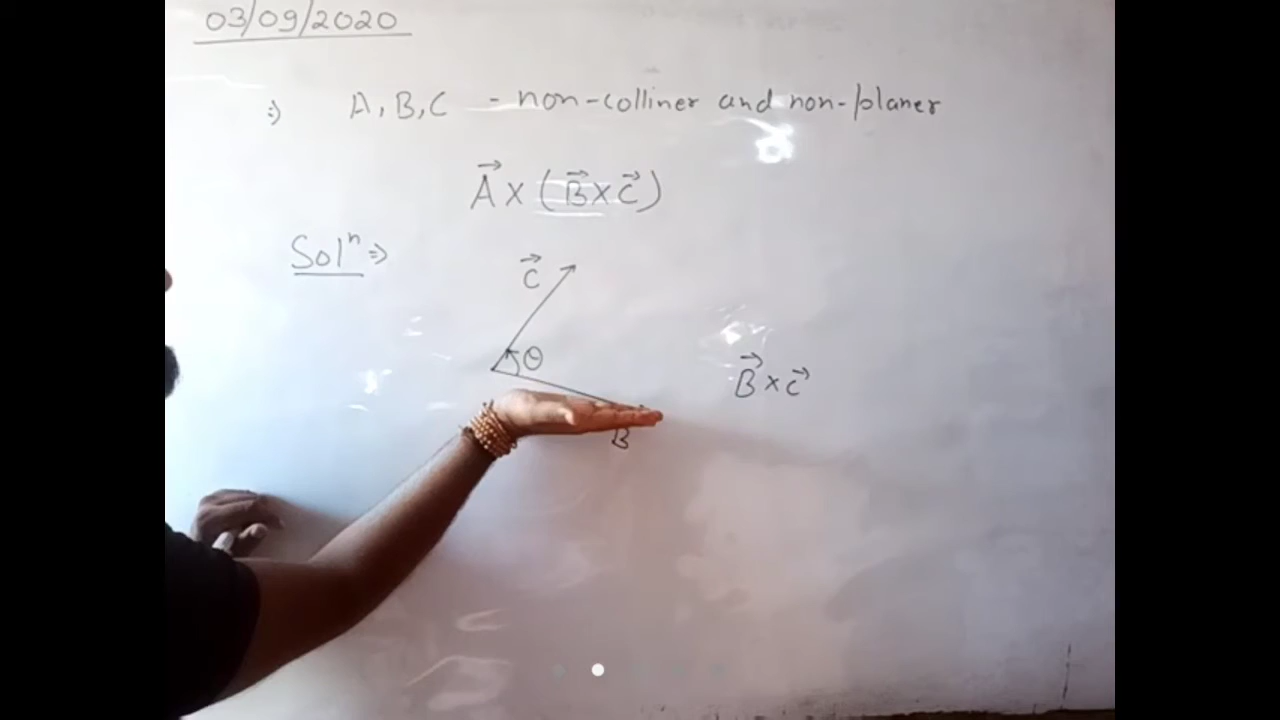 03/09/2020
⇒ A, B, C - non-colliner and non-planer
A⃗ × (B⃗ × C⃗)
Solⁿ ⇒
C⃗
θ
B⃗ × C⃗
B